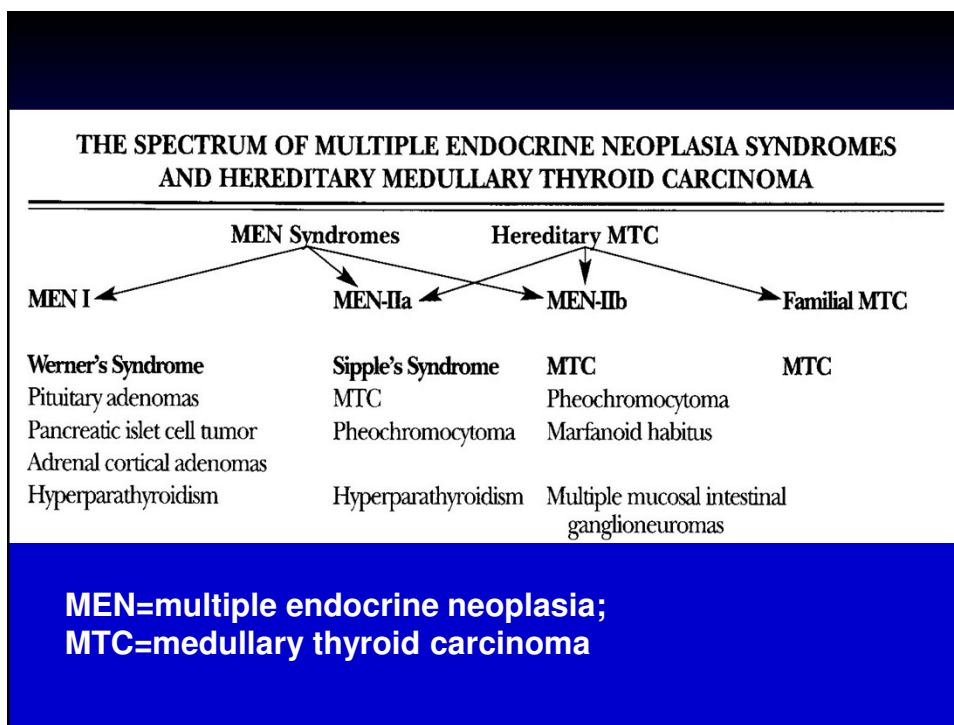 THE SPECTRUM OF MULTIPLE ENDOCRINE NEOPLASIA SYNDROMES
AND HEREDITARY MEDULLARY THYROID CARCINOMA
MEN Syndromes Hereditary MTC
MEN I MEN-IIa MEN-IIb Familial MTC
Werner's Syndrome Sipple's Syndrome MTC MTC
Pituitary adenomas MTC Pheochromocytoma
Pancreatic islet cell tumor Pheochromocytoma Marfanoid habitus
Adrenal cortical adenomas
Hyperparathyroidism Hyperparathyroidism Multiple mucosal intestinal
ganglioneuromas
MEN=multiple endocrine neoplasia;
MTC=medullary thyroid carcinoma